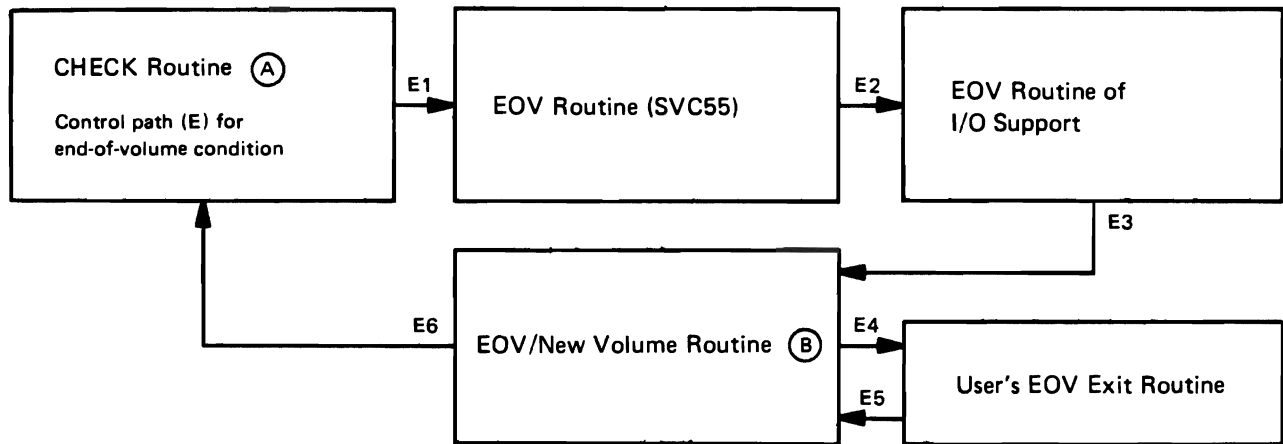 CHECK Routine A
Control path (E) for
end-of-volume condition
E1
EOV Routine (SVC55)
E2
EOV Routine of
I/O Support
E3
E6
EOV/New Volume Routine B
E4
E5
User's EOV Exit Routine